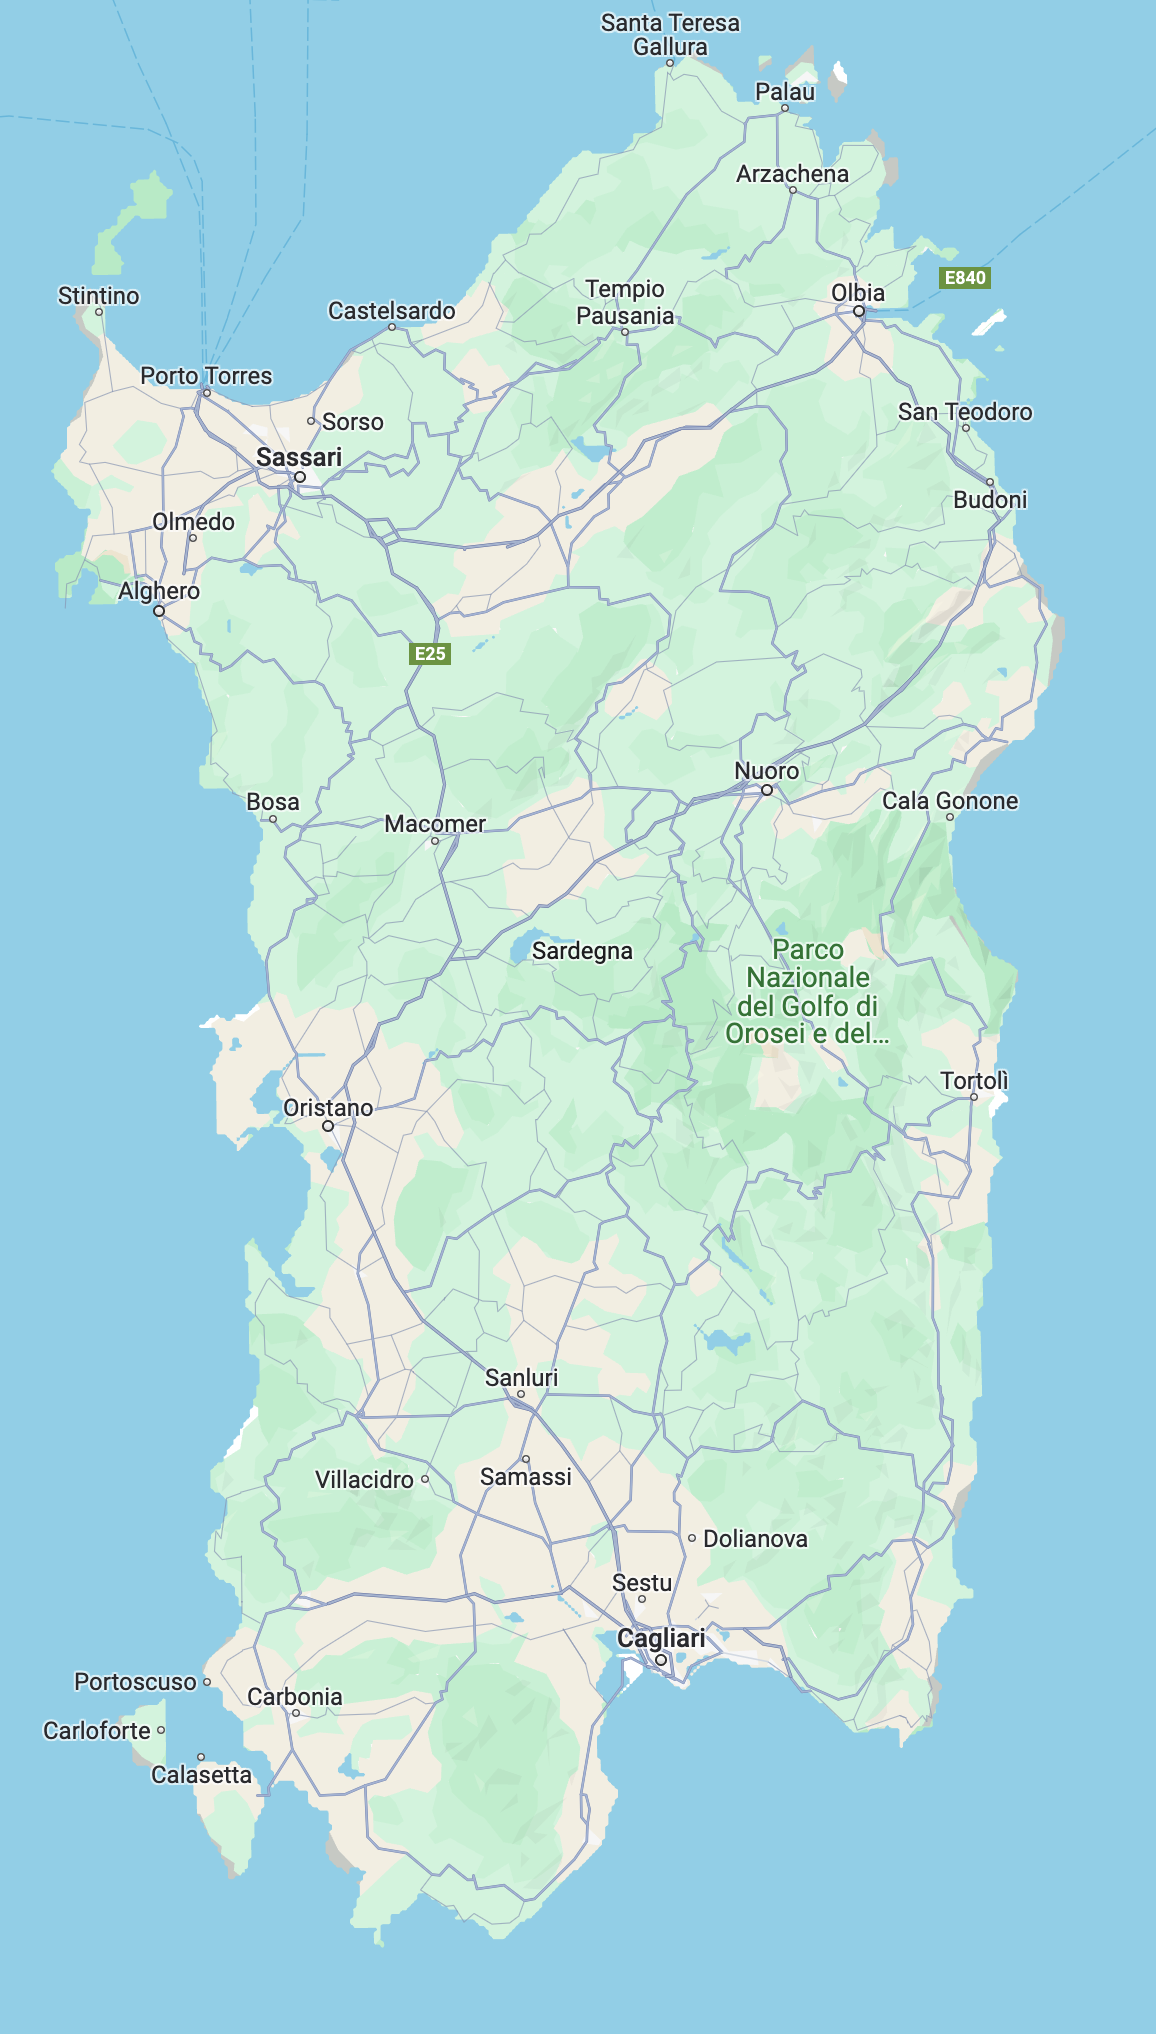 Santa Teresa
Gallura
Palau
Arzachena
E840
Stintino
Tempio
Pausania
Olbia
Castelsardo
Porto Torres
Sorso
San Teodoro
Sassari
Budoni
Olmedo
Alghero
E25
Nuoro
Bosa
Cala Gonone
Macomer
Sardegna
Parco
Nazionale
del Golfo di
Orosei e del...
Tortolì
Oristano
Sanluri
Villacidro
Samassi
Dolianova
Sestu
Cagliari
Portoscuso
Carbonia
Carloforte
Calasetta